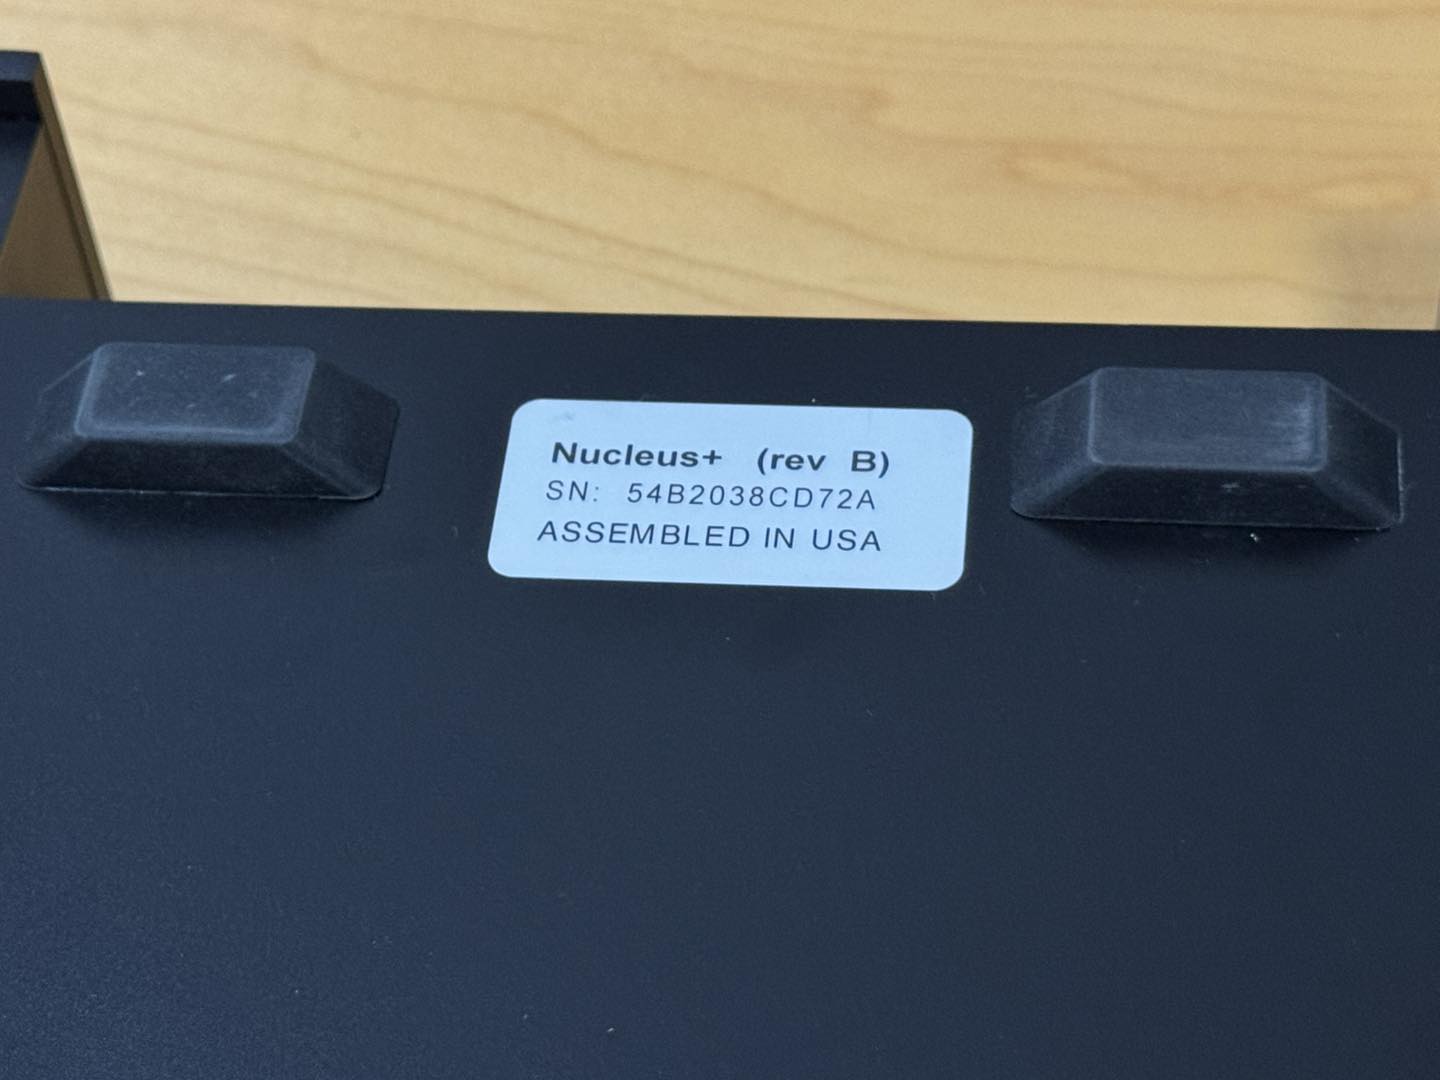 Nucleus+ (rev B)
SN: 54B2038CD72A
ASSEMBLED IN USA